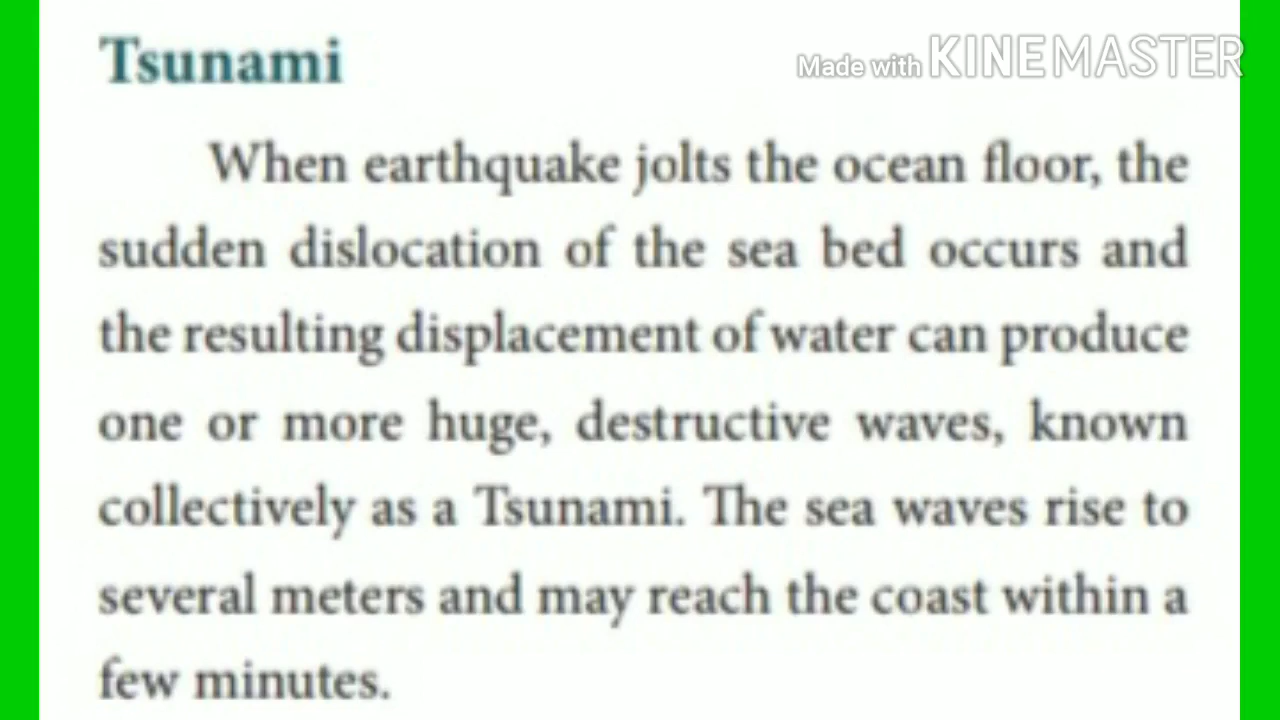 Tsunami
Made with KINEMASTER
When earthquake jolts the ocean floor, the
sudden dislocation of the sea bed occurs and
the resulting displacement of water can produce
one or more huge, destructive waves, known
collectively as a Tsunami. The sea waves rise to
several meters and may reach the coast within a
few minutes.